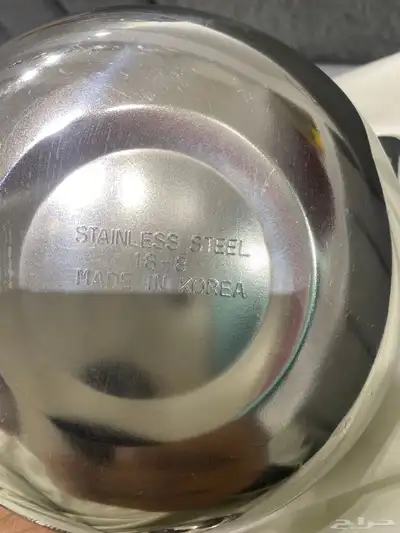 STAINLESS STEEL
18-8
MADE IN KOREA
حراج